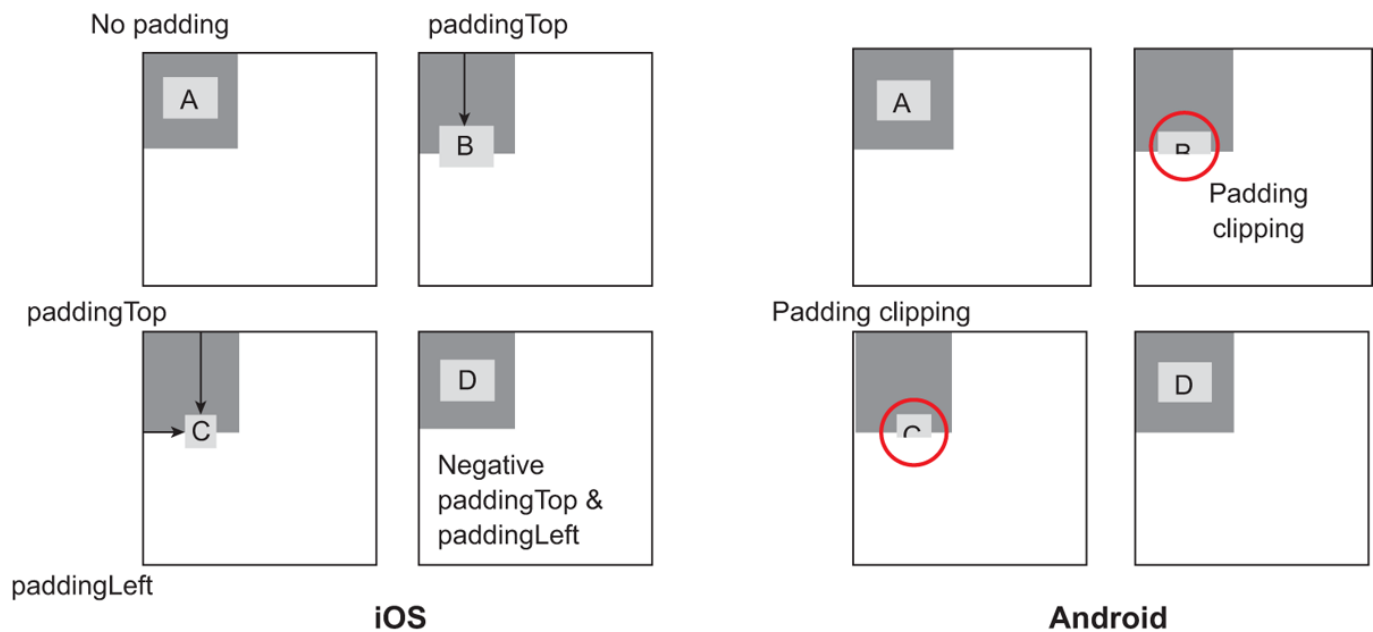 No padding
paddingTop
A
B
A
B
Padding
clipping
paddingTop
Padding clipping
C
D
Negative
paddingTop &
paddingLeft
C
D
paddingLeft
iOS
Android